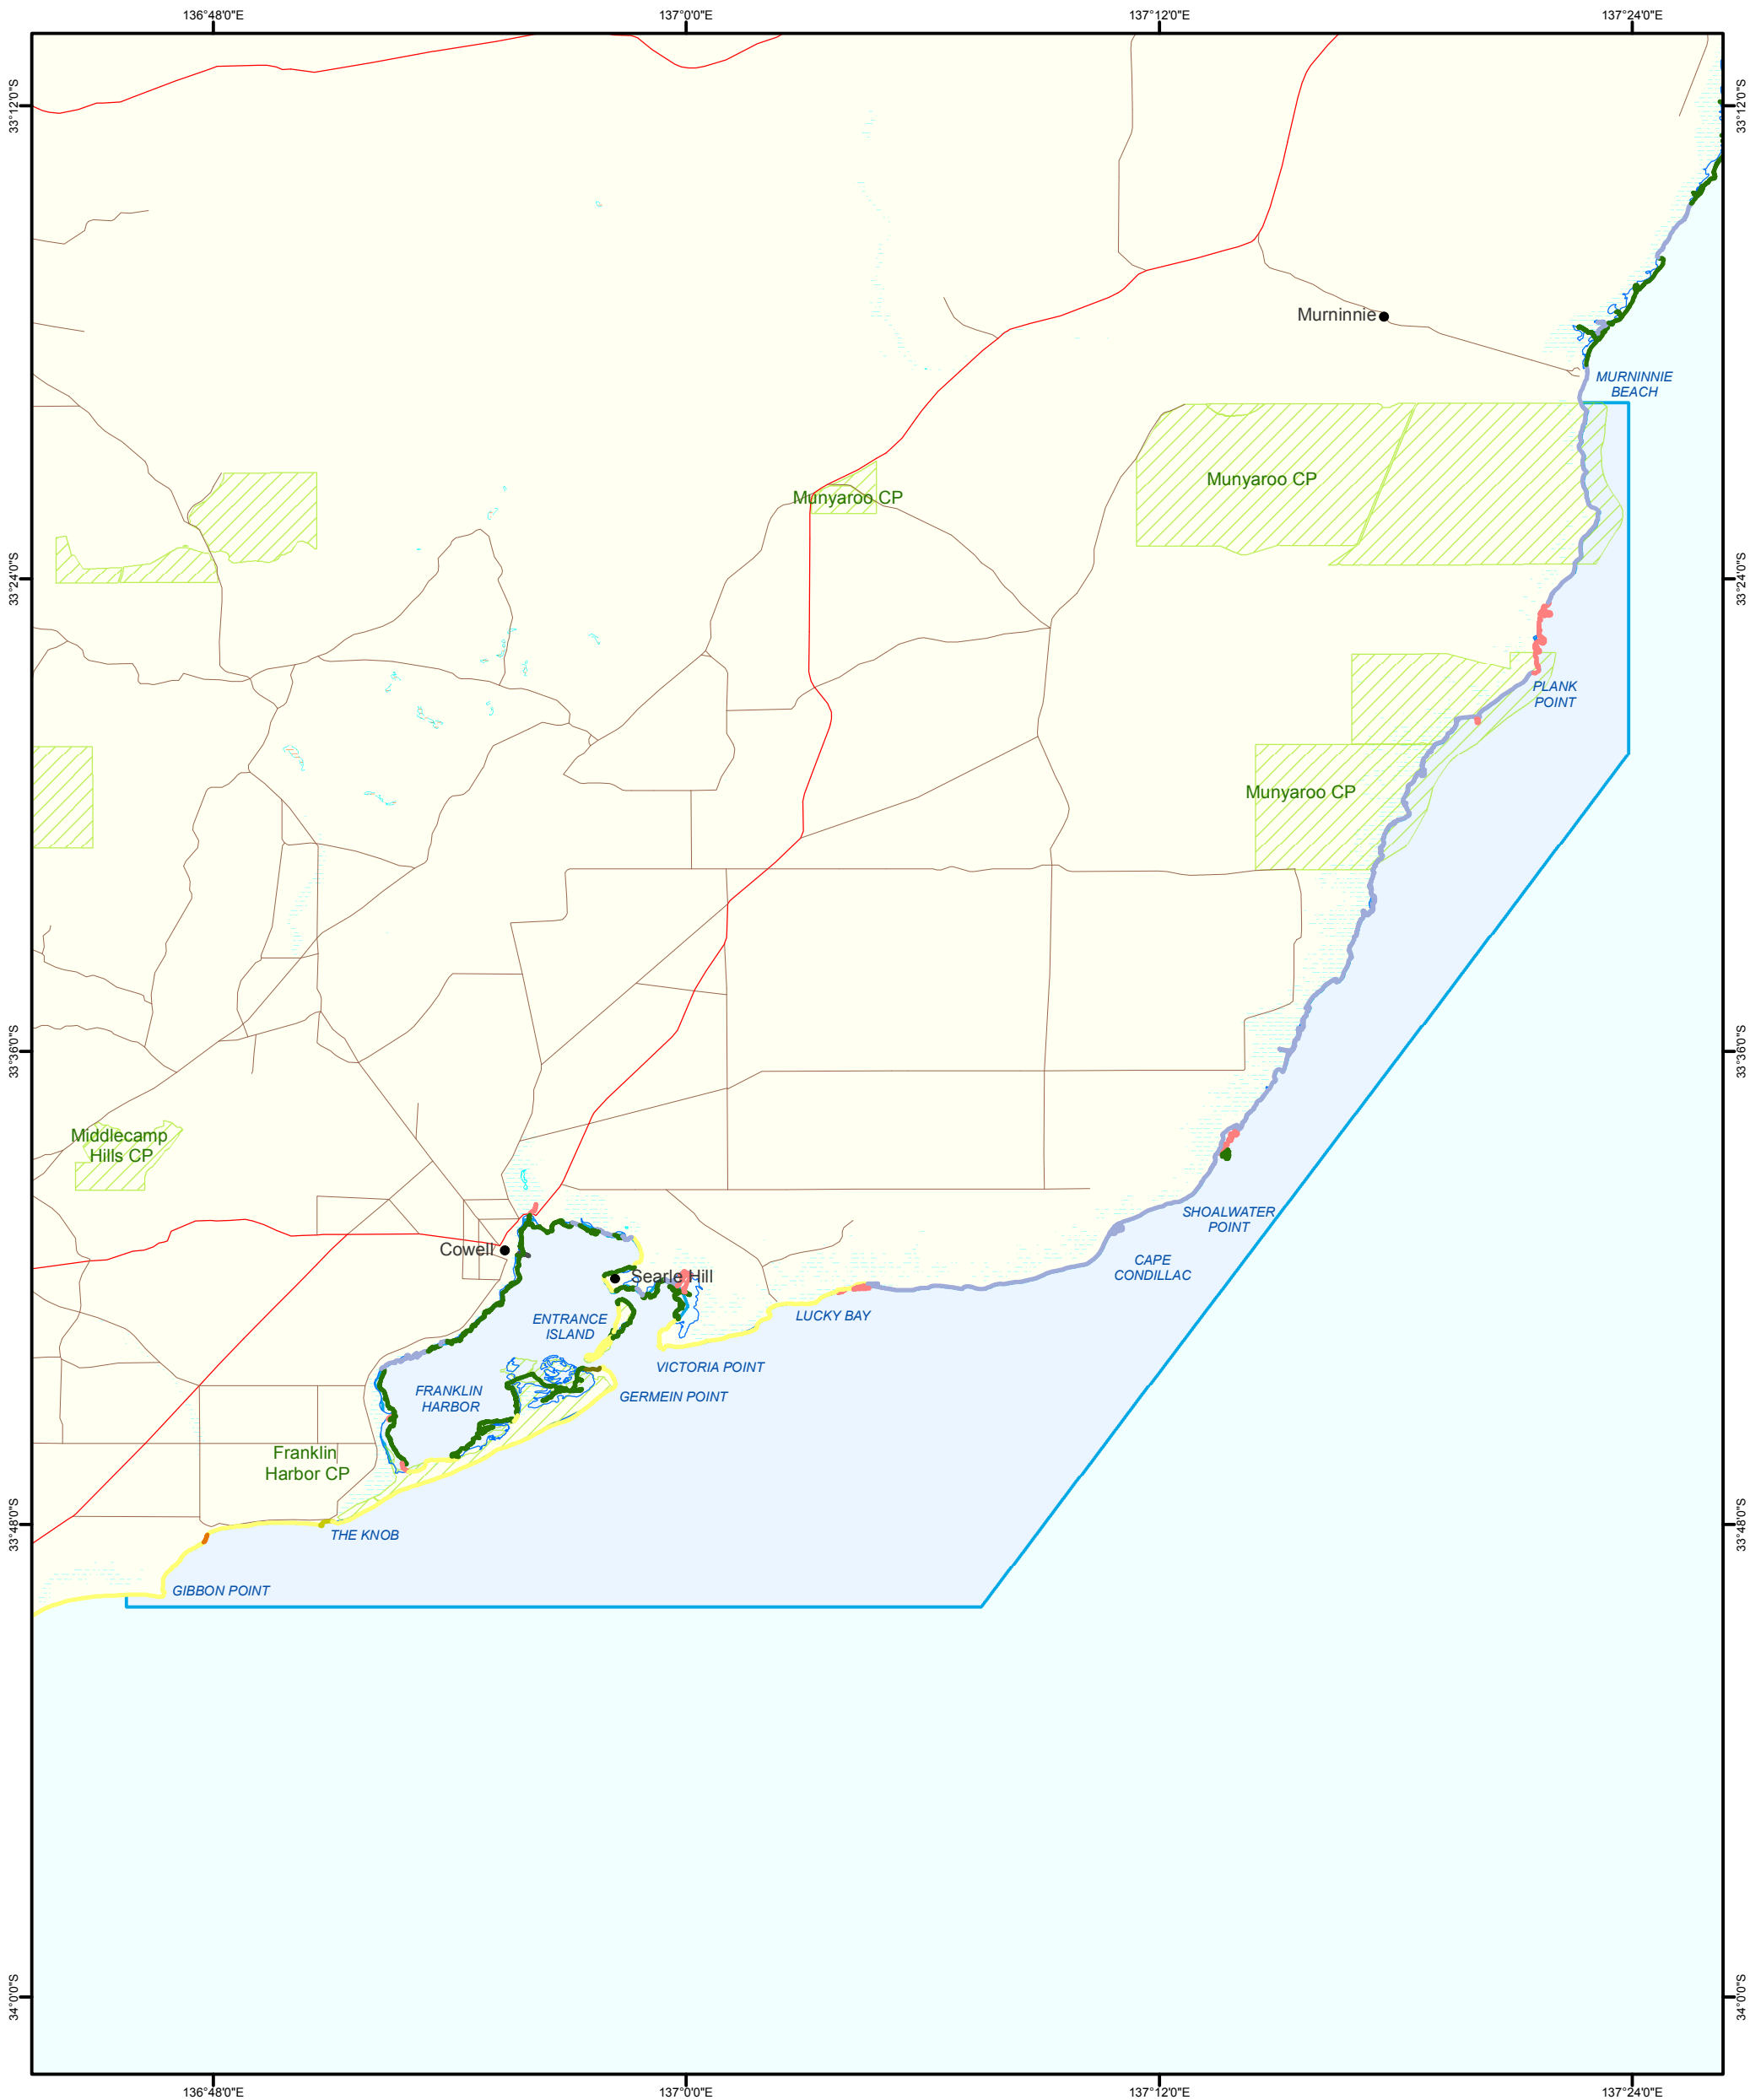 136°48'0"E
137°0'0"E
137°12'0"E
137°24'0"E
33°12'0"S
33°12'0"S
Murninnie
MURNINNIE
BEACH
Munyaroo CP
Munyaroo CP
33°24'0"S
33°24'0"S
PLANK
POINT
Munyaroo CP
33°36'0"S
33°36'0"S
Middlecamp
Hills CP
SHOALWATER
POINT
Cowell
CAPE
CONDILLAC
Searle Hill
LUCKY BAY
ENTRANCE
ISLAND
VICTORIA POINT
FRANKLIN
HARBOR
GERMEIN POINT
Franklin
Harbor CP
33°48'0"S
33°48'0"S
THE KNOB
GIBBON POINT
34°0'0"S
34°0'0"S
136°48'0"E
137°0'0"E
137°12'0"E
137°24'0"E